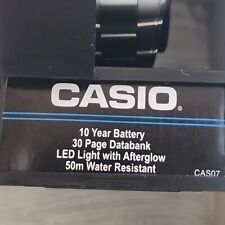 CASIO®
10 Year Battery
30 Page Databank
LED Light with Afterglow
50m Water Resistant
CAS07